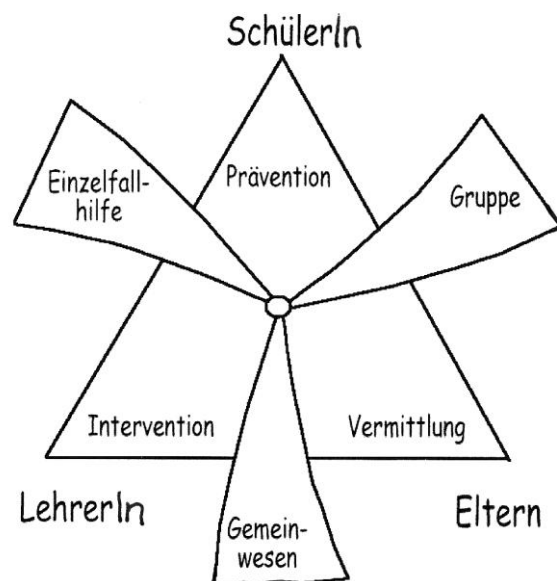 SchülerIn
Einzelfall-
hilfe
Prävention
Gruppe
Intervention
Vermittlung
LehrerIn
Gemein-
wesen
Eltern